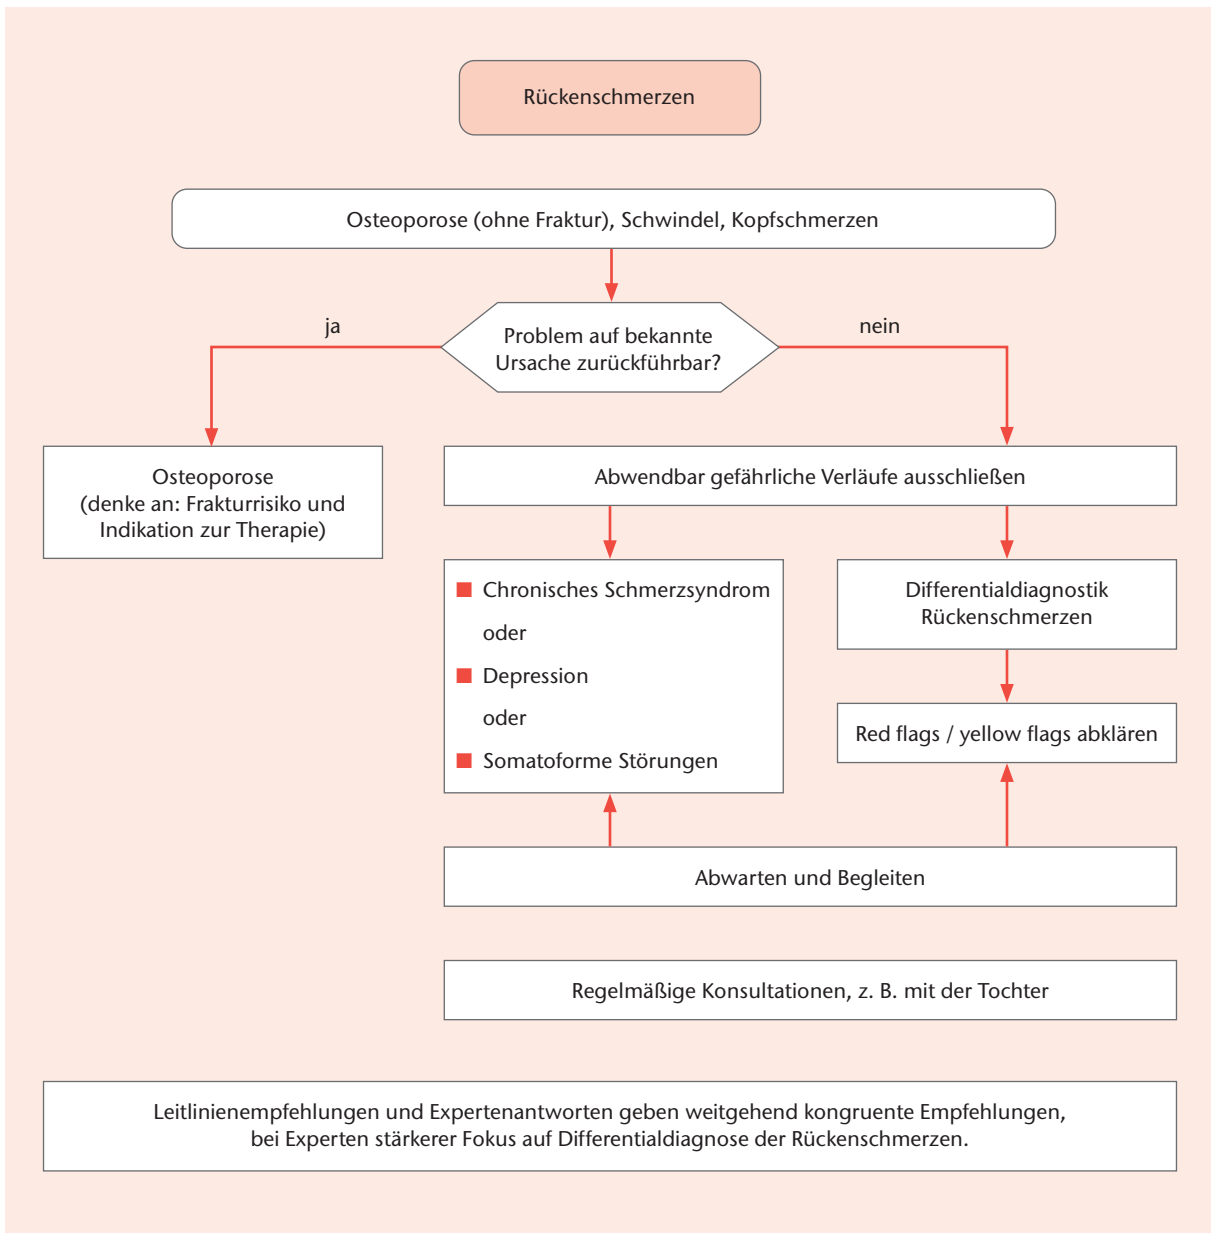 Rückenschmerzen
Osteoporose (ohne Fraktur), Schwindel, Kopfschmerzen
ja
nein
Problem auf bekannte
Ursache zurückführbar?
Osteoporose
(denke an: Frakturrisiko und
Indikation zur Therapie)
Abwendbar gefährliche Verläufe ausschließen
Chronisches Schmerzsyndrom
oder
Depression
oder
Somatoforme Störungen
Differentialdiagnostik
Rückenschmerzen
Red flags / yellow flags abklären
Abwarten und Begleiten
Regelmäßige Konsultationen, z. B. mit der Tochter
Leitlinienempfehlungen und Expertenantworten geben weitgehend kongruente Empfehlungen,
bei Experten stärkerer Fokus auf Differentialdiagnose der Rückenschmerzen.